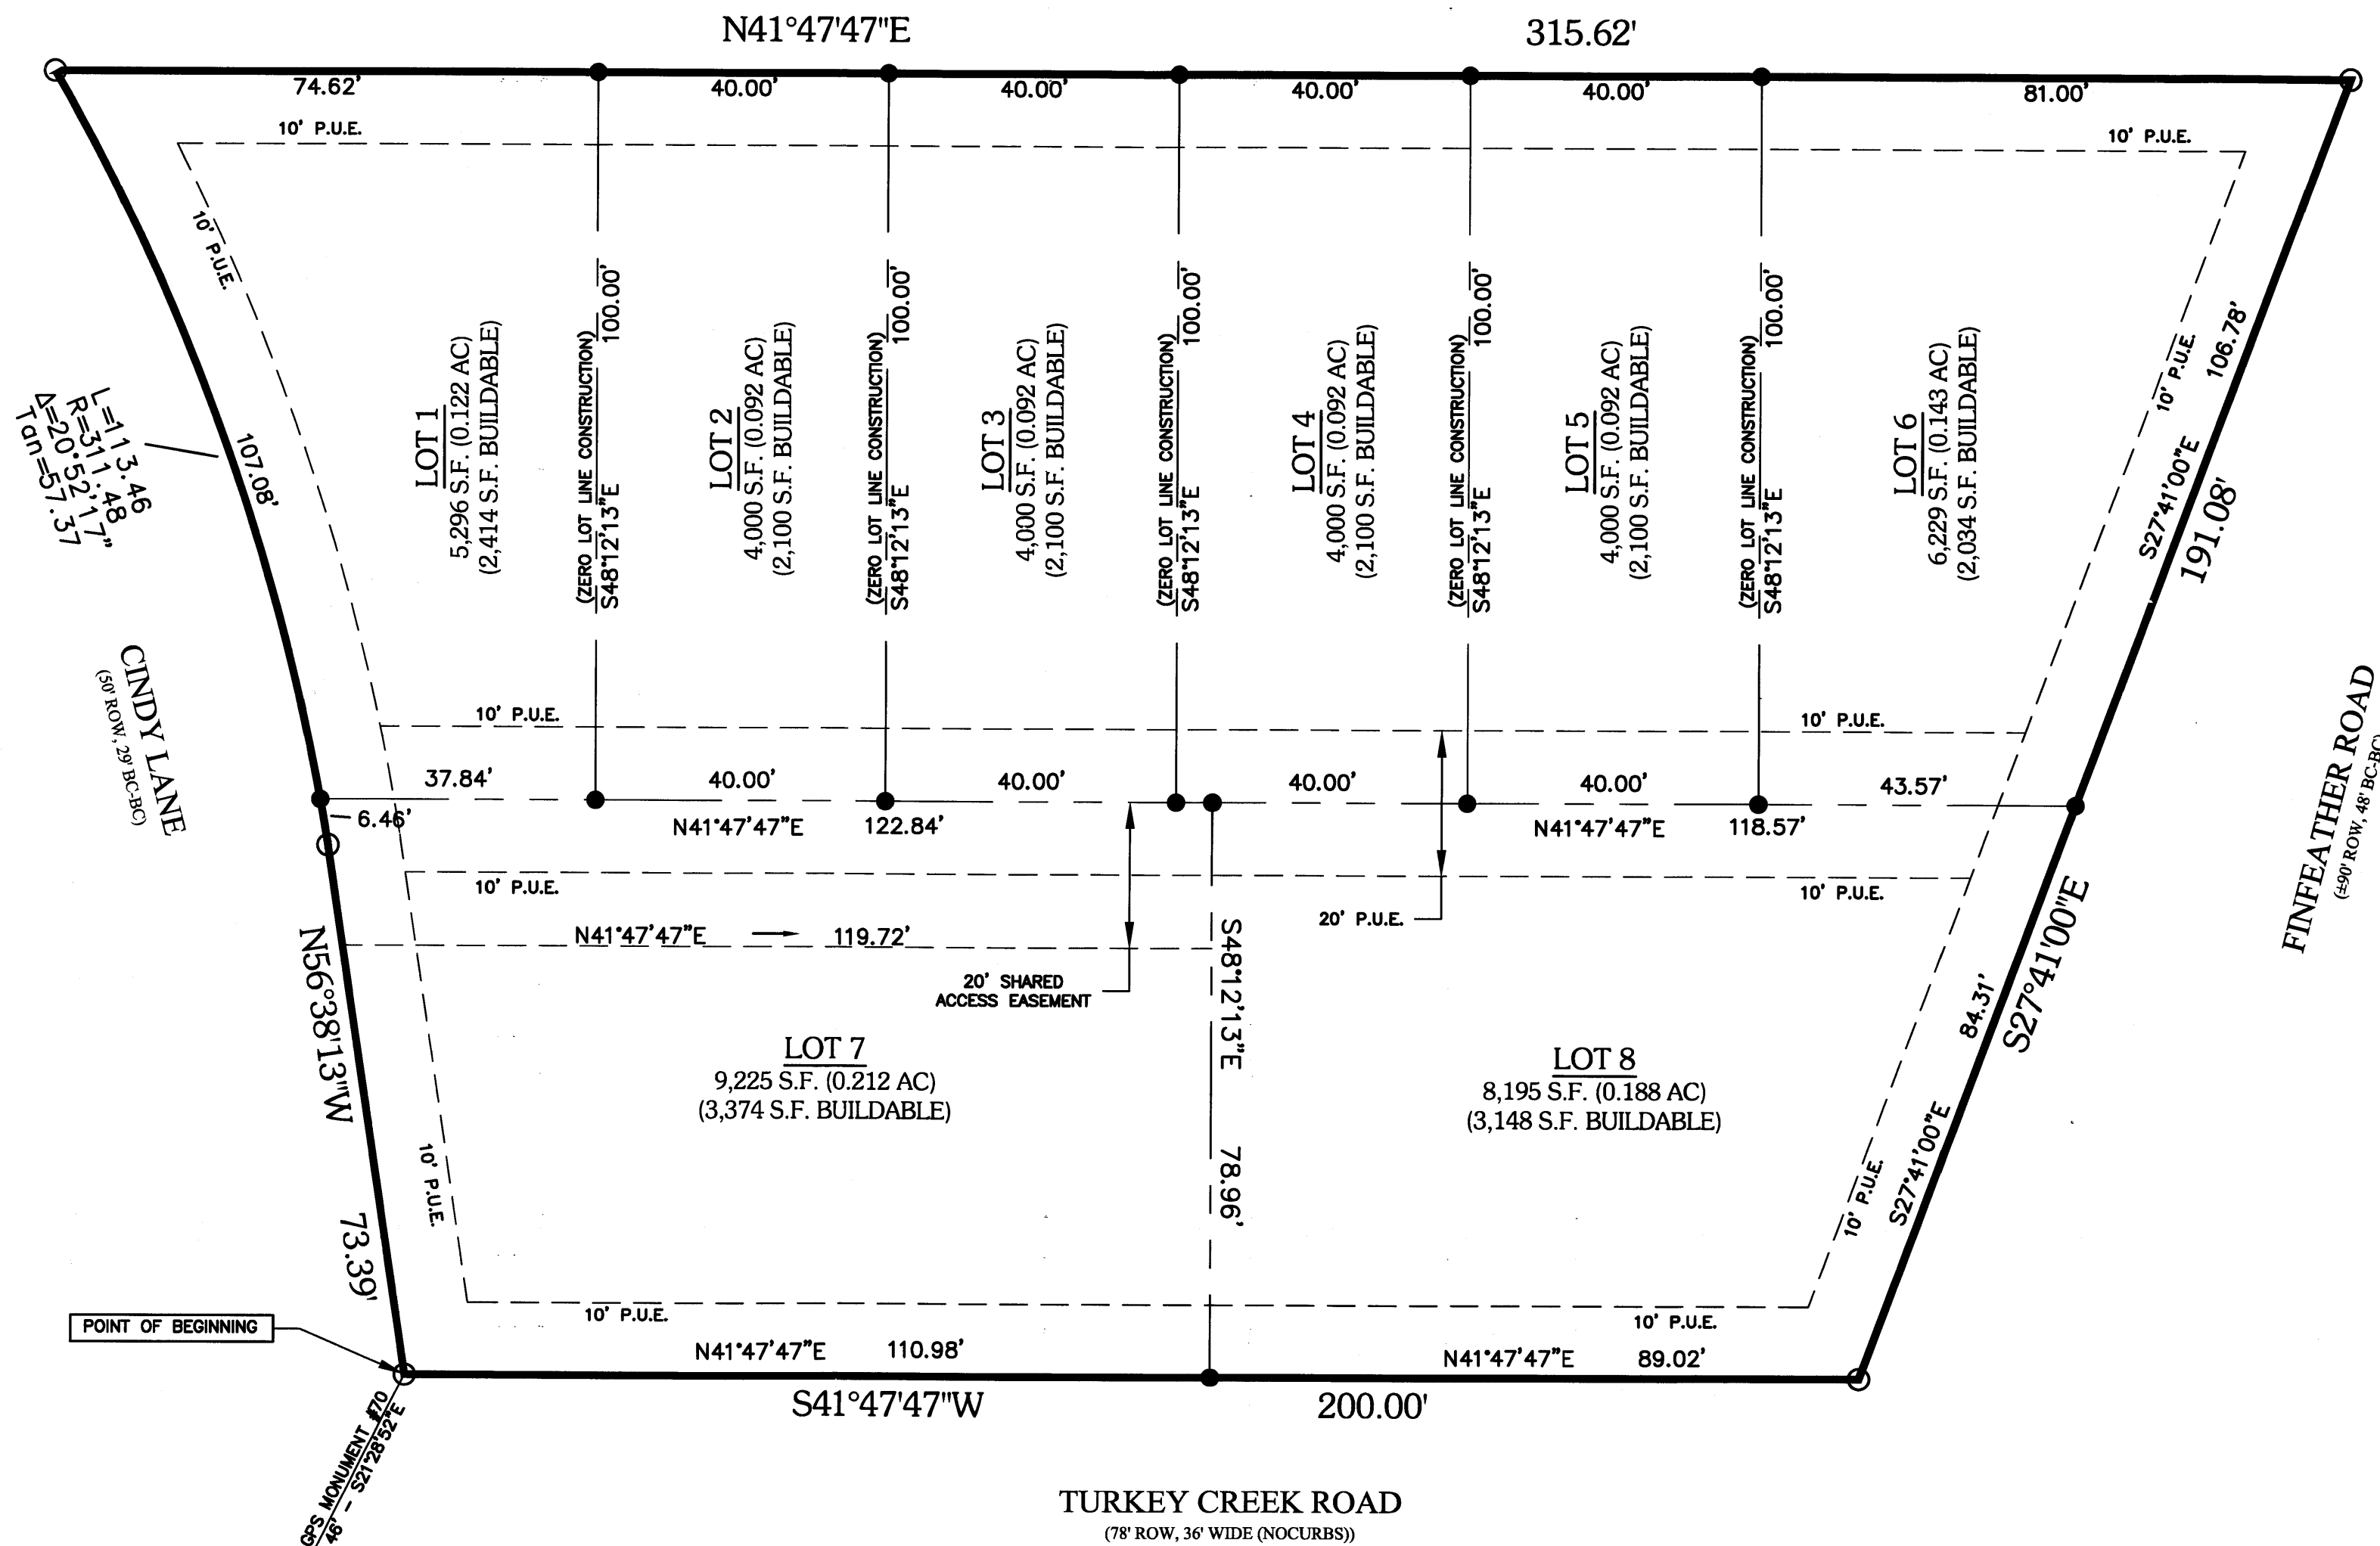 N41°47'47"E
315.62'
74.62'
40.00'
40.00'
40.00'
40.00'
81.00'
10' P.U.E.
10' P.U.E.
10' P.U.E.
L=113.46
R=311.48
Δ=20°52'17"
Tan=57.37
107.08'
LOT 1
5,296 S.F. (0.122 AC)
(2,414 S.F. BUILDABLE)
(ZERO LOT LINE CONSTRUCTION)
S48°12'13"E
100.00'
LOT 2
4,000 S.F. (0.092 AC)
(2,100 S.F. BUILDABLE)
(ZERO LOT LINE CONSTRUCTION)
S48°12'13"E
100.00'
LOT 3
4,000 S.F. (0.092 AC)
(2,100 S.F. BUILDABLE)
(ZERO LOT LINE CONSTRUCTION)
S48°12'13"E
100.00'
LOT 4
4,000 S.F. (0.092 AC)
(2,100 S.F. BUILDABLE)
(ZERO LOT LINE CONSTRUCTION)
S48°12'13"E
100.00'
LOT 5
4,000 S.F. (0.092 AC)
(2,100 S.F. BUILDABLE)
(ZERO LOT LINE CONSTRUCTION)
S48°12'13"E
100.00'
LOT 6
6,229 S.F. (0.143 AC)
(2,034 S.F. BUILDABLE)
10' P.U.E.
S27°41'00"E
106.78'
191.08'
CINDY LANE
(50' ROW, 29' BC-BC)
FINFEATHER ROAD
(±90' ROW, 48' BC-BC)
10' P.U.E.
10' P.U.E.
37.84'
40.00'
40.00'
40.00'
40.00'
43.57'
6.46'
N41°47'47"E
122.84'
N41°47'47"E
118.57'
10' P.U.E.
10' P.U.E.
20' P.U.E.
N41°47'47"E
119.72'
20' SHARED
ACCESS EASEMENT
S48°12'13"E
78.96'
N56°38'13"W
73.39'
S27°41'00"E
84.31'
S27°41'00"E
LOT 7
9,225 S.F. (0.212 AC)
(3,374 S.F. BUILDABLE)
LOT 8
8,195 S.F. (0.188 AC)
(3,148 S.F. BUILDABLE)
10' P.U.E.
10' P.U.E.
10' P.U.E.
10' P.U.E.
POINT OF BEGINNING
N41°47'47"E
110.98'
N41°47'47"E
89.02'
S41°47'47"W
200.00'
GPS MONUMENT #70
46' - S21°28'52"E
TURKEY CREEK ROAD
(78' ROW, 36' WIDE (NOCURBS))